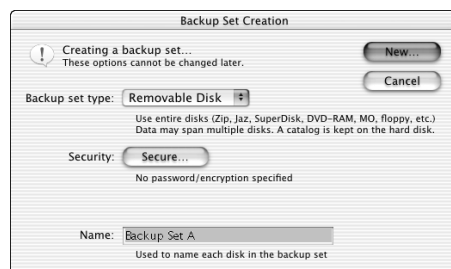 Backup Set Creation
Creating a backup set...
These options cannot be changed later.
New...
Cancel
Backup set type: Removable Disk
Use entire disks (Zip, Jaz, SuperDisk, DVD-RAM, MO, floppy, etc.)
Data may span multiple disks. A catalog is kept on the hard disk.
Security: Secure...
No password/encryption specified
Name: Backup Set A
Used to name each disk in the backup set